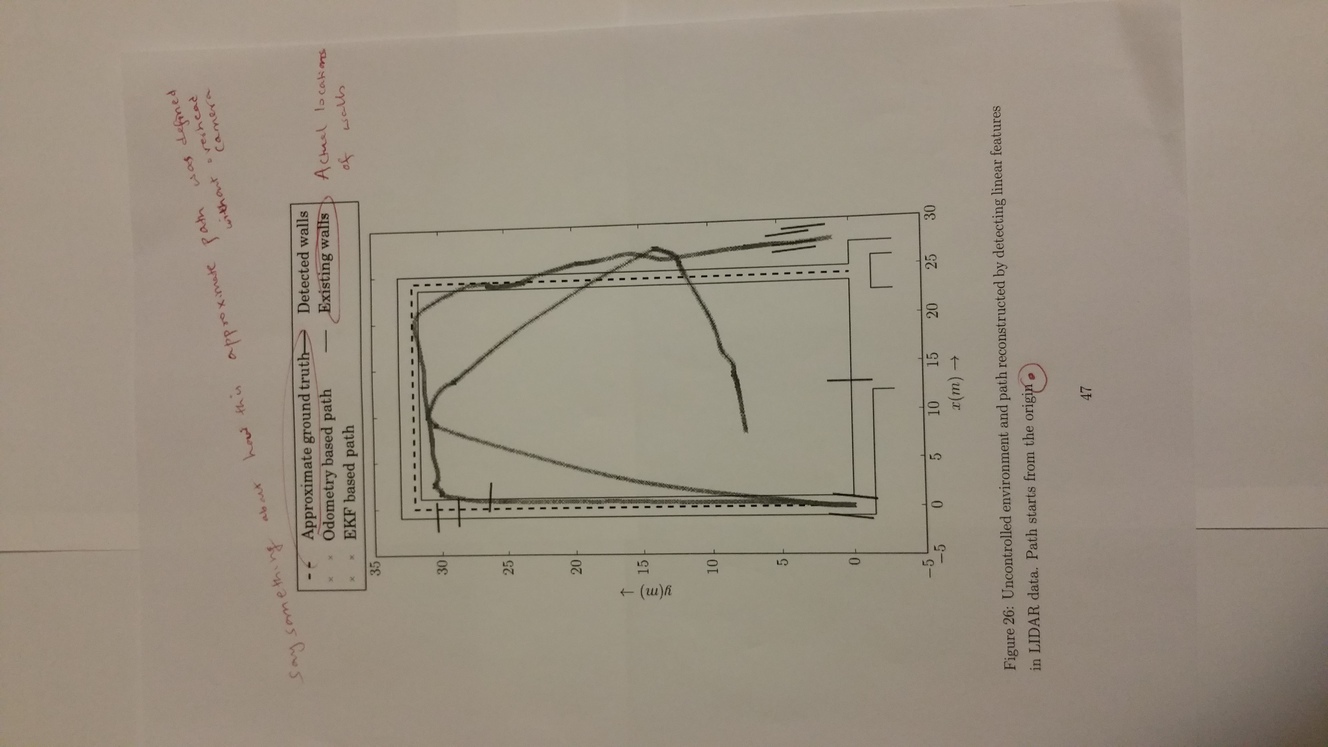 say something about how this approximate path was defined
without overhead
camera
Actual locations
of walls
Approximate ground truth
Detected walls
Odometry based path
Existing walls
EKF based path
35
30
25
20
15
10
5
0
−5
y(m) →
−5
0
5
10
15
20
25
30
x(m) →
Figure 26: Uncontrolled environment and path reconstructed by detecting linear features
in LIDAR data. Path starts from the origin.
47